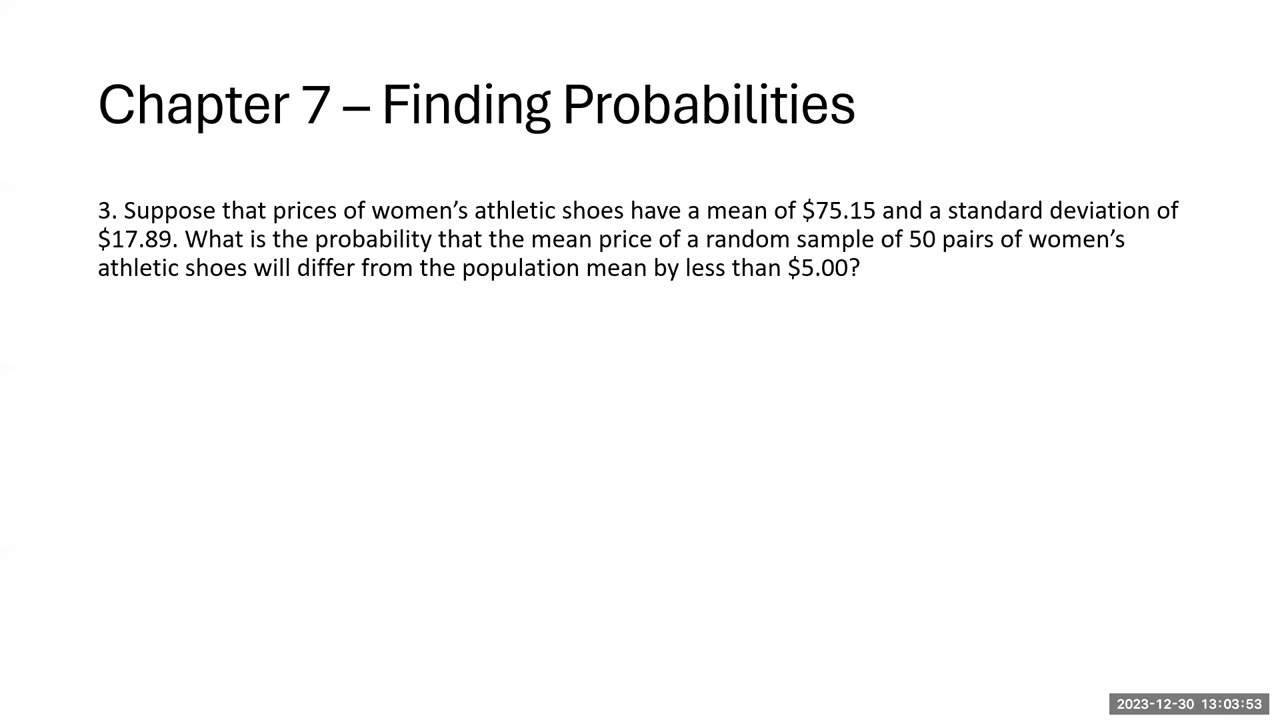 Chapter 7 – Finding Probabilities
3. Suppose that prices of women’s athletic shoes have a mean of $75.15 and a standard deviation of
$17.89. What is the probability that the mean price of a random sample of 50 pairs of women’s
athletic shoes will differ from the population mean by less than $5.00?
2023-12-30 13:03:53